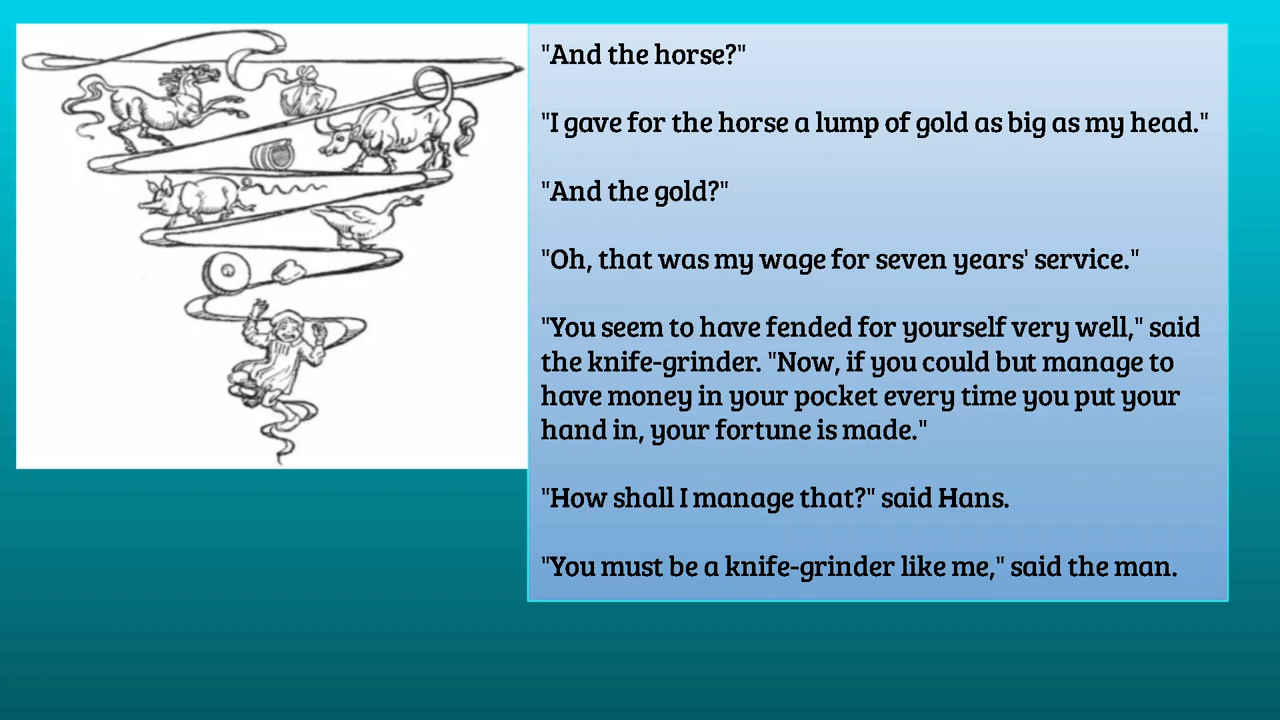 "And the horse?"
"I gave for the horse a lump of gold as big as my head."
"And the gold?"
"Oh, that was my wage for seven years' service."
"You seem to have fended for yourself very well," said
the knife-grinder. "Now, if you could but manage to
have money in your pocket every time you put your
hand in, your fortune is made."
"How shall I manage that?" said Hans.
"You must be a knife-grinder like me," said the man.